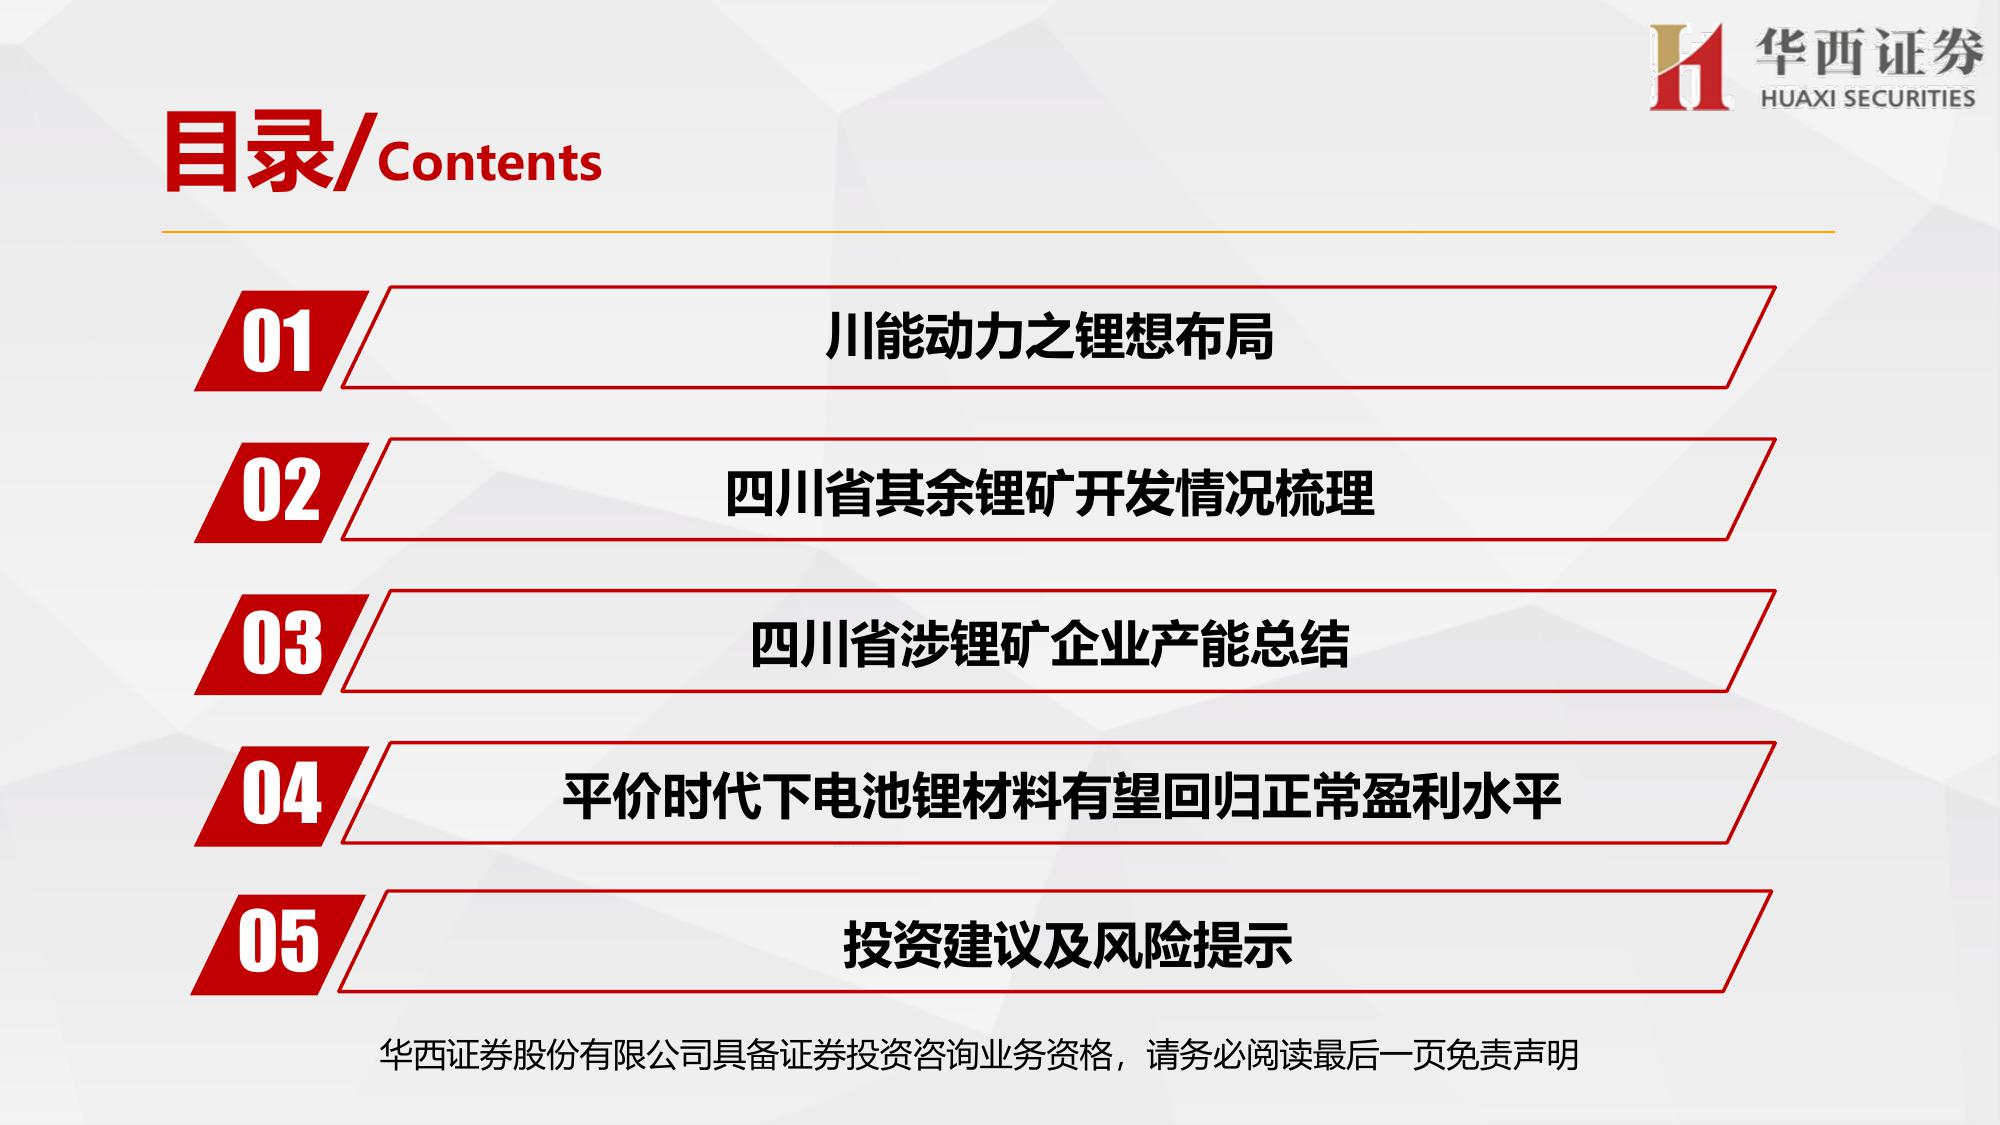 华西证券
HUAXI SECURITIES
目录/Contents
01 川能动力之锂想布局
02 四川省其余锂矿开发情况梳理
03 四川省涉锂矿企业产能总结
04 平价时代下电池锂材料有望回归正常盈利水平
05 投资建议及风险提示
华西证券股份有限公司具备证券投资咨询业务资格，请务必阅读最后一页免责声明